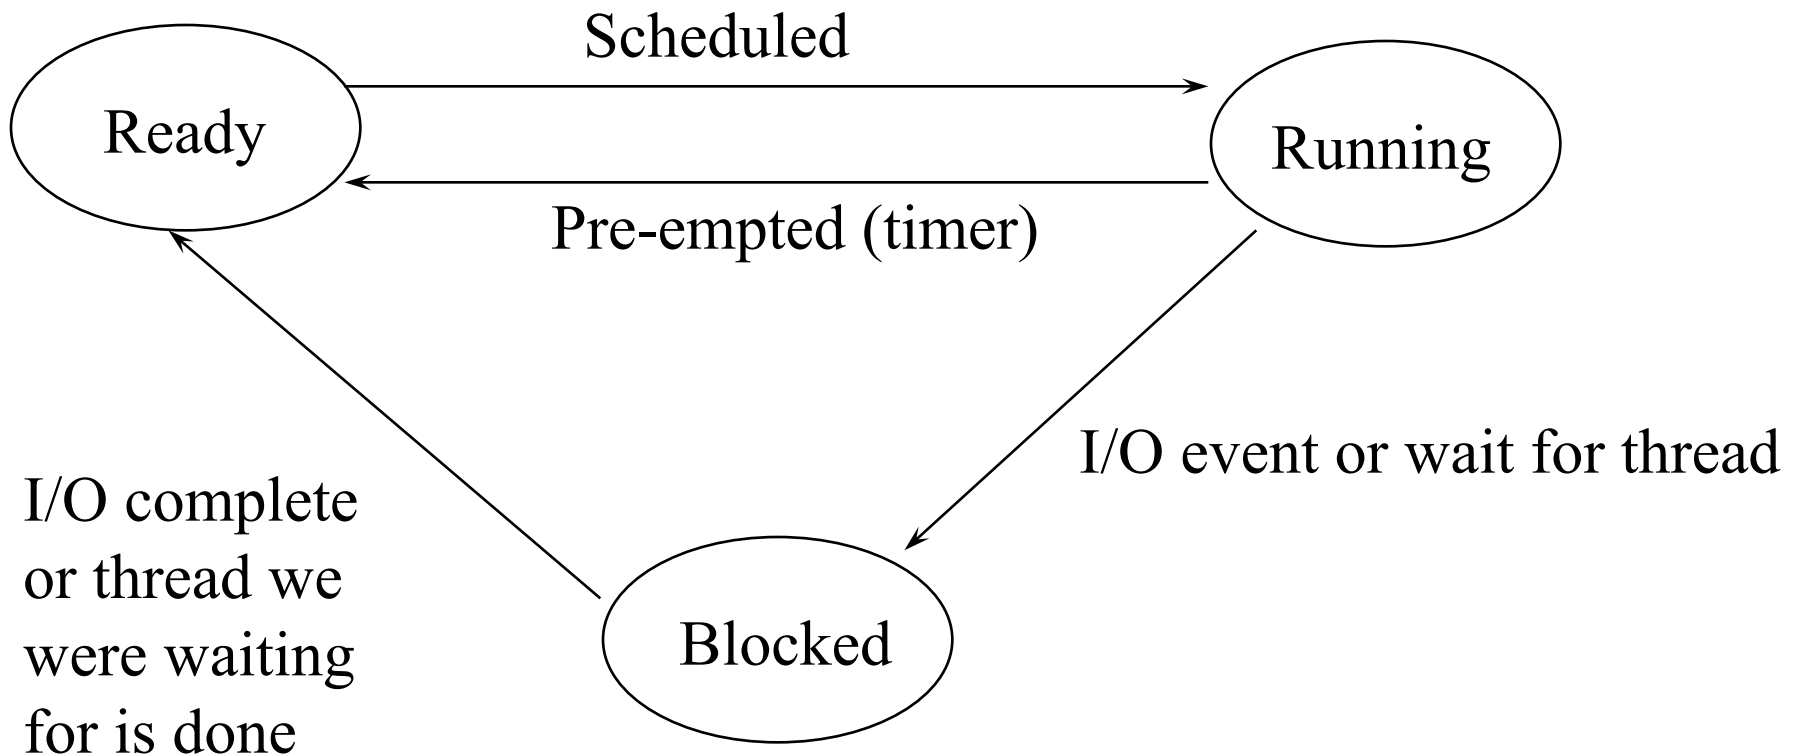 Scheduled
Ready
Running
Pre-empted (timer)
I/O event or wait for thread
I/O complete
or thread we
were waiting
for is done
Blocked